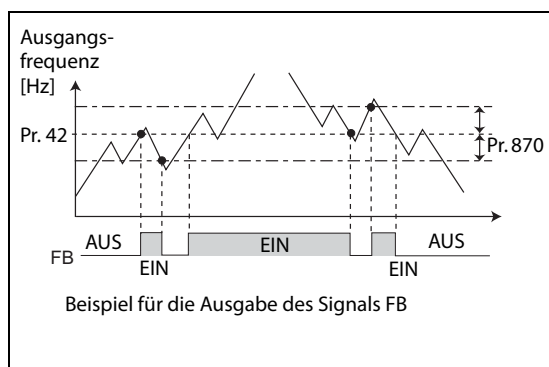 Ausgangs-
frequenz
[Hz]
Pr. 42
Pr. 870
AUS
EIN
AUS
FB
EIN
EIN
Beispiel für die Ausgabe des Signals FB